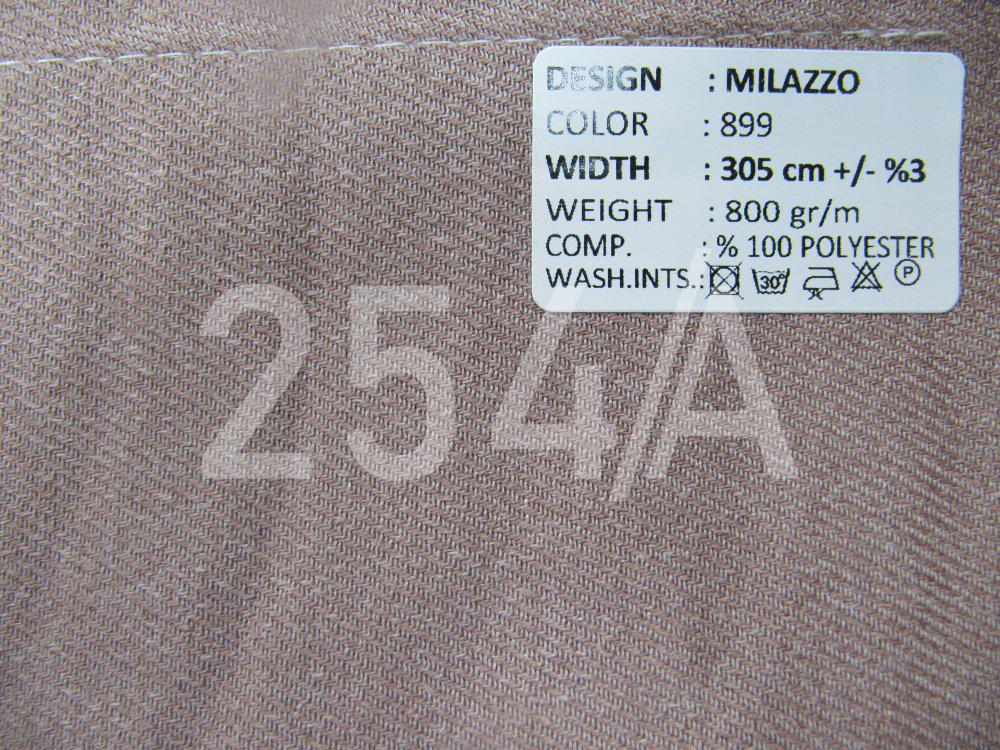 DESIGN : MILAZZO
COLOR : 899
WIDTH : 305 cm +/- %3
WEIGHT : 800 gr/m
COMP. : % 100 POLYESTER
WASH.INTS.: 30° P
254/A